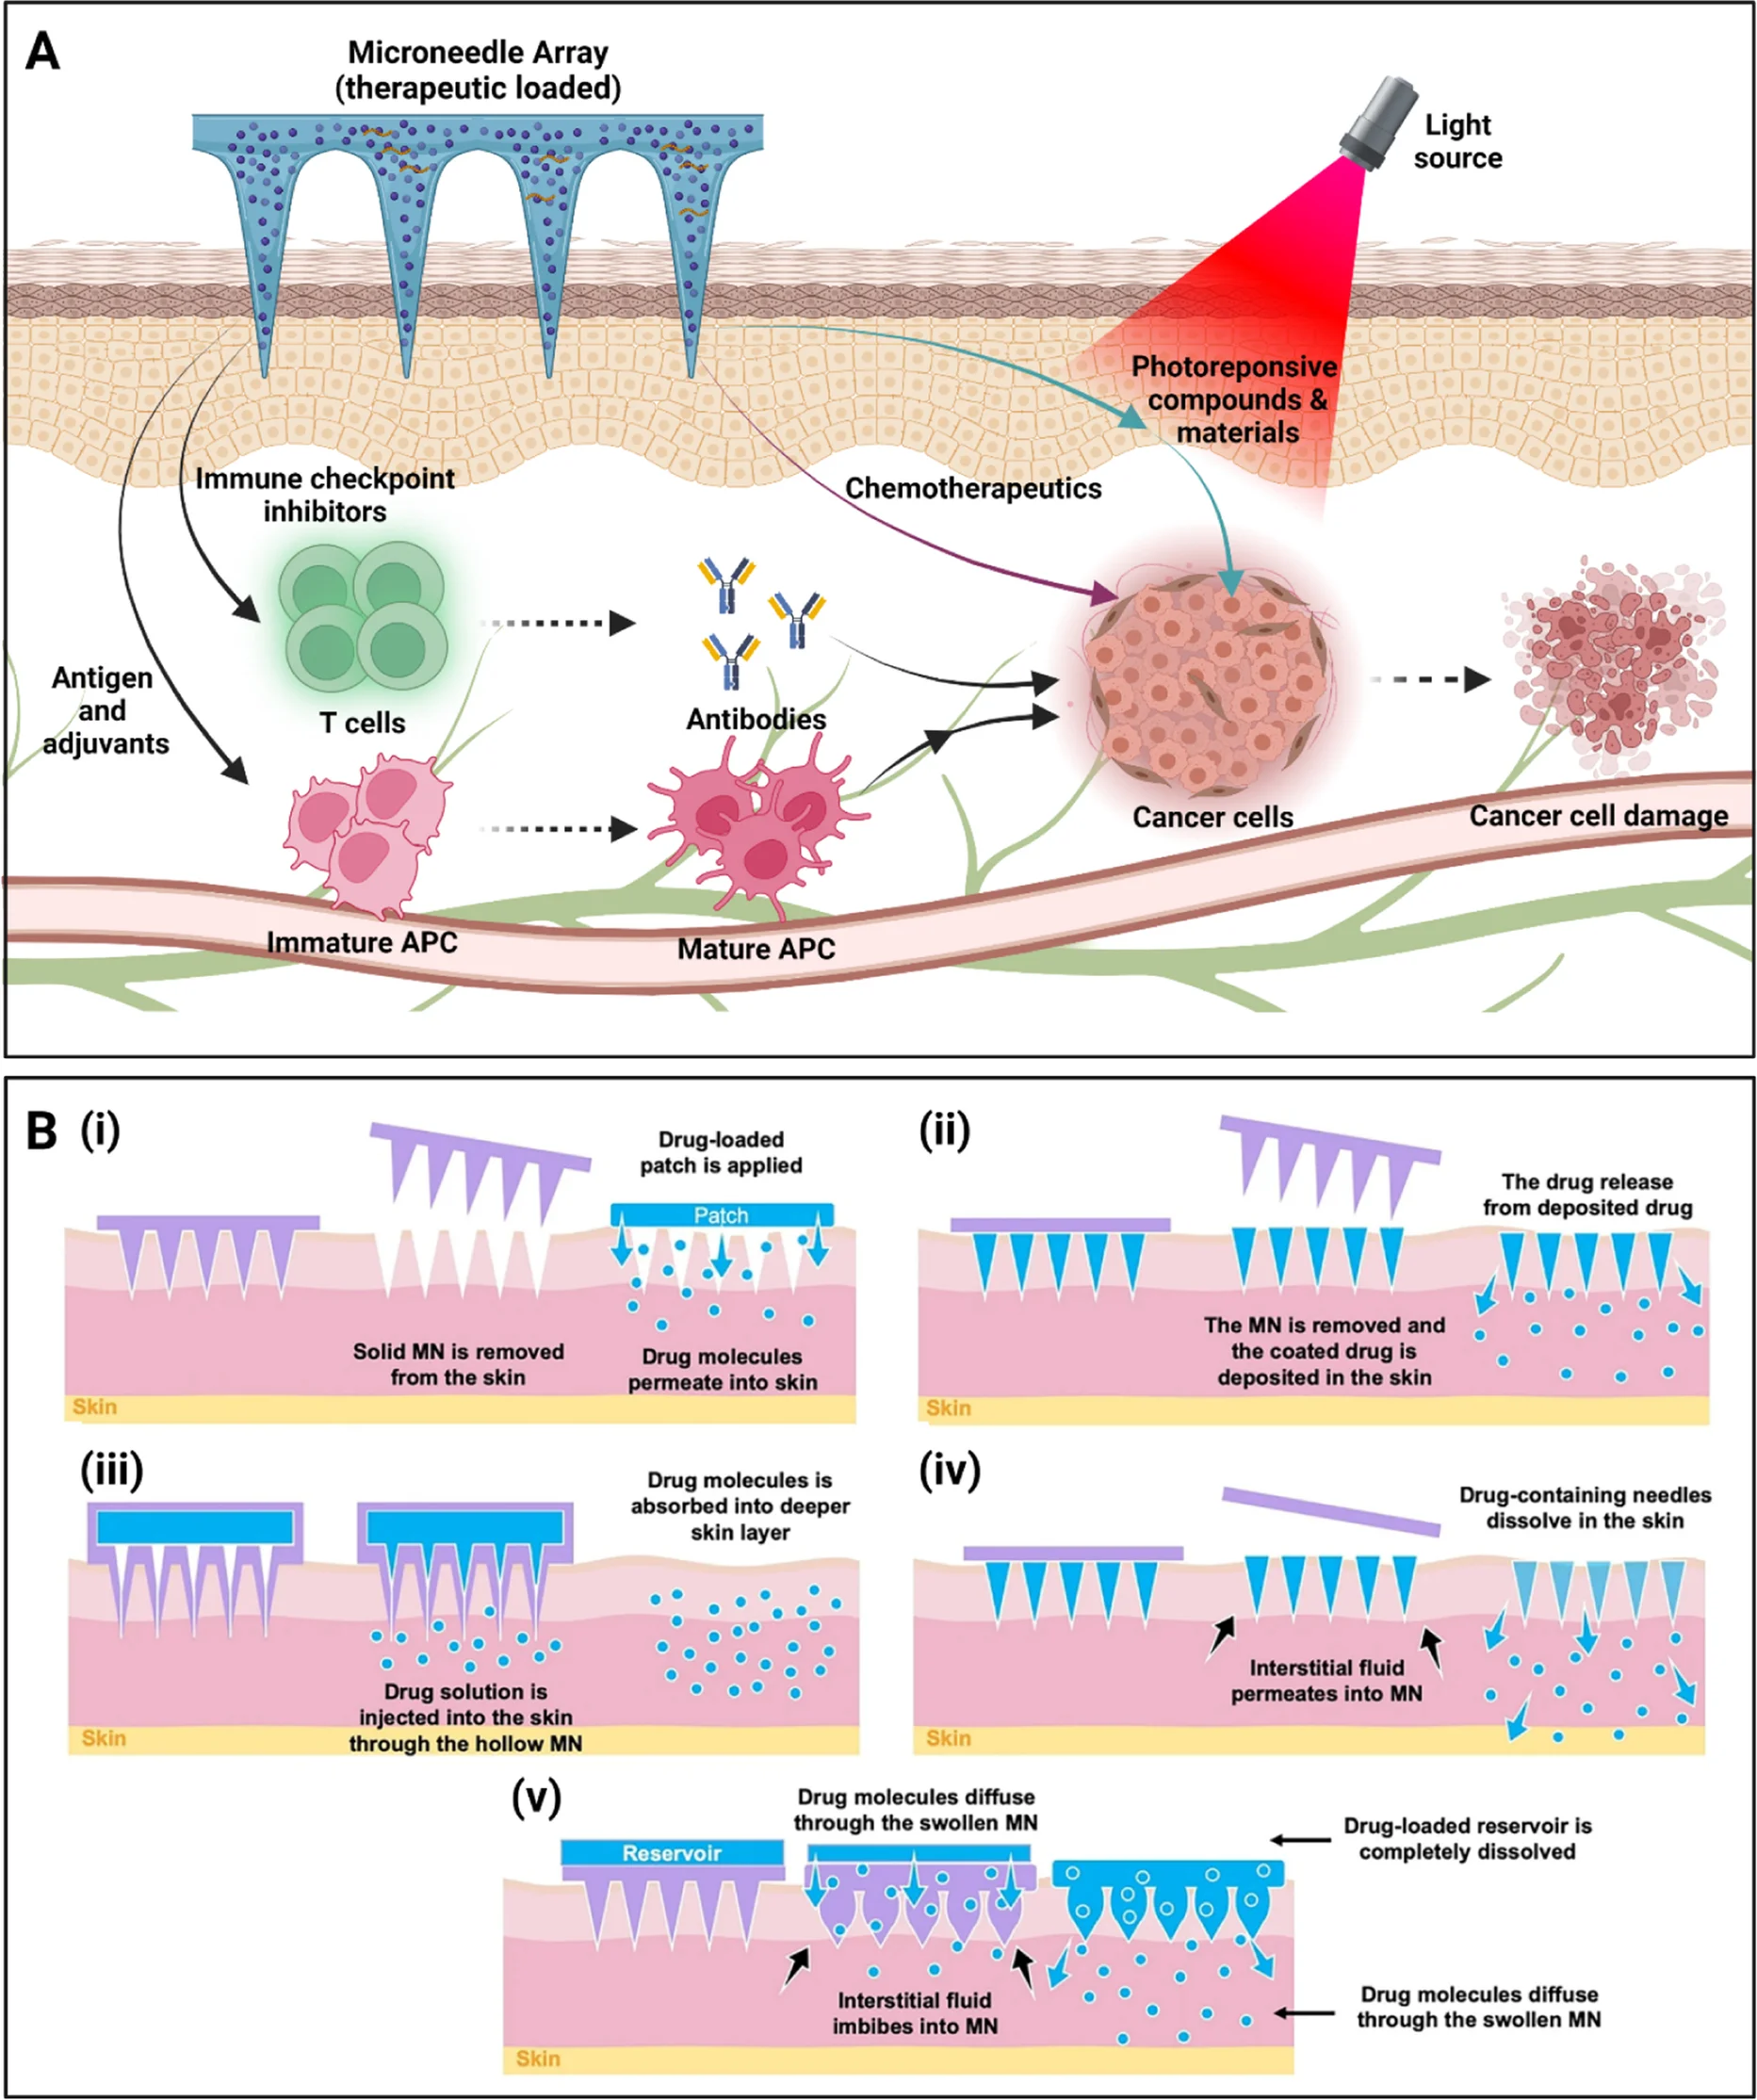 A
Microneedle Array
(therapeutic loaded)
Light
source
Photoreponsive
compounds &
materials
Immune checkpoint
inhibitors
Chemotherapeutics
Antigen
and
adjuvants
T cells
Antibodies
Cancer cells
Cancer cell damage
Immature APC
Mature APC
B
(i)
Drug-loaded
patch is applied
Patch
Solid MN is removed
from the skin
Drug molecules
permeate into skin
Skin
(ii)
The drug release
from deposited drug
The MN is removed and
the coated drug is
deposited in the skin
Skin
(iii)
Drug molecules is
absorbed into deeper
skin layer
Drug solution is
injected into the skin
through the hollow MN
Skin
(iv)
Drug-containing needles
dissolve in the skin
Interstitial fluid
permeates into MN
Skin
(v)
Drug molecules diffuse
through the swollen MN
Reservoir
Drug-loaded reservoir is
completely dissolved
Interstitial fluid
imbibes into MN
Drug molecules diffuse
through the swollen MN
Skin